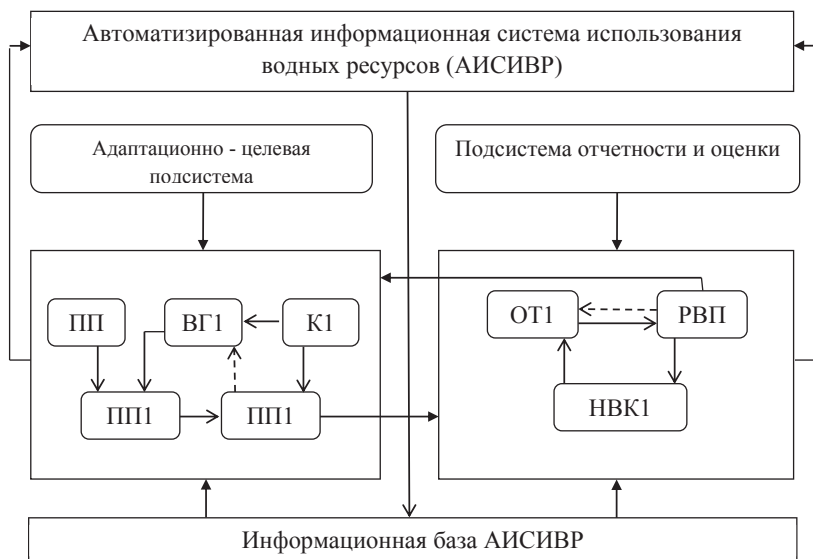 Автоматизированная информационная система использования
водных ресурсов (АИСИВР)
Адаптационно - целевая
подсистема
Подсистема отчетности и оценки
ПП
ВГ1
К1
ПП1
ПП1
ОТ1
РВП
НВК1
Информационная база АИСИВР